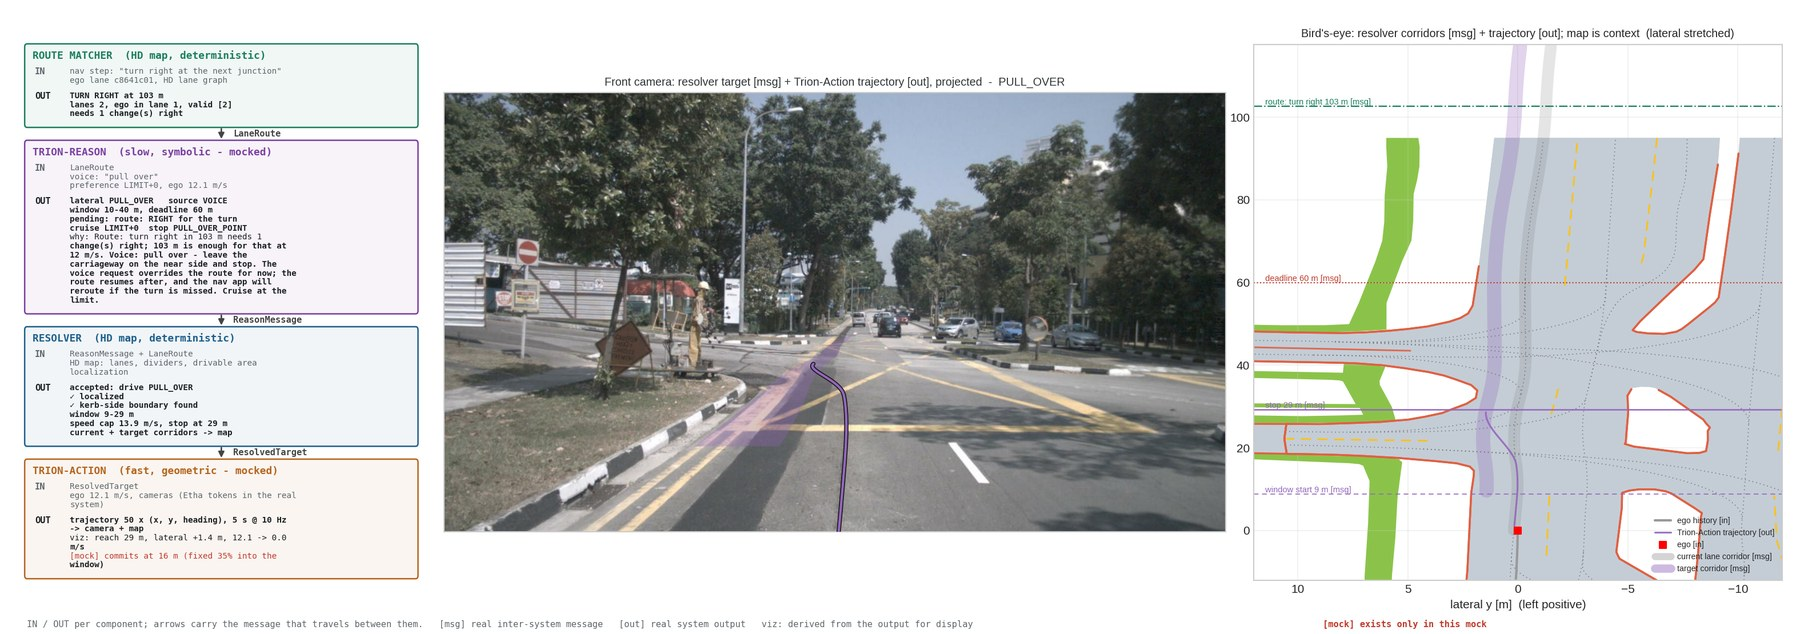 ROUTE MATCHER (HD map, deterministic)
IN nav step: "turn right at the next junction"
ego lane c8641c01, HD lane graph
OUT TURN RIGHT at 103 m
lanes 2, ego in lane 1, valid [2]
needs 1 change(s) right
LaneRoute
TRION-REASON (slow, symbolic - mocked)
IN LaneRoute
voice: "pull over"
preference LIMIT+0, ego 12.1 m/s
OUT lateral PULL_OVER source VOICE
window 10-40 m, deadline 60 m
pending: route: RIGHT for the turn
cruise LIMIT+0 stop PULL_OVER_POINT
why: Route: turn right in 103 m needs 1
change(s) right; 103 m is enough for that at
12 m/s. Voice: pull over - leave the
carriageway on the near side and stop. The
voice request overrides the route for now; the
route resumes after, and the nav app will
reroute if the turn is missed. Cruise at the
limit.
ReasonMessage
RESOLVER (HD map, deterministic)
IN ReasonMessage + LaneRoute
HD map: lanes, dividers, drivable area
localization
OUT accepted: drive PULL_OVER
✓ localized
✓ kerb-side boundary found
window 9-29 m
speed cap 13.9 m/s, stop at 29 m
current + target corridors -> map
ResolvedTarget
TRION-ACTION (fast, geometric - mocked)
IN ResolvedTarget
ego 12.1 m/s, cameras (Etha tokens in the real
system)
OUT trajectory 50 x (x, y, heading), 5 s @ 10 Hz
-> camera + map
viz: reach 29 m, lateral +1.4 m, 12.1 -> 0.0
m/s
[mock] commits at 16 m (fixed 35% into the
window)
Front camera: resolver target [msg] + Trion-Action trajectory [out], projected - PULL_OVER
Bird's-eye: resolver corridors [msg] + trajectory [out]; map is context (lateral stretched)
route: turn right 103 m [msg]
100
80
deadline 60 m [msg]
60
40
stop 29 m [msg]
20
window start 9 m [msg]
0
ego history [in]
Trion-Action trajectory [out]
ego [in]
current lane corridor [msg]
target corridor [msg]
10 5 0 −5 −10
lateral y [m] (left positive)
IN / OUT per component; arrows carry the message that travels between them. [msg] real inter-system message [out] real system output viz: derived from the output for display
[mock] exists only in this mock